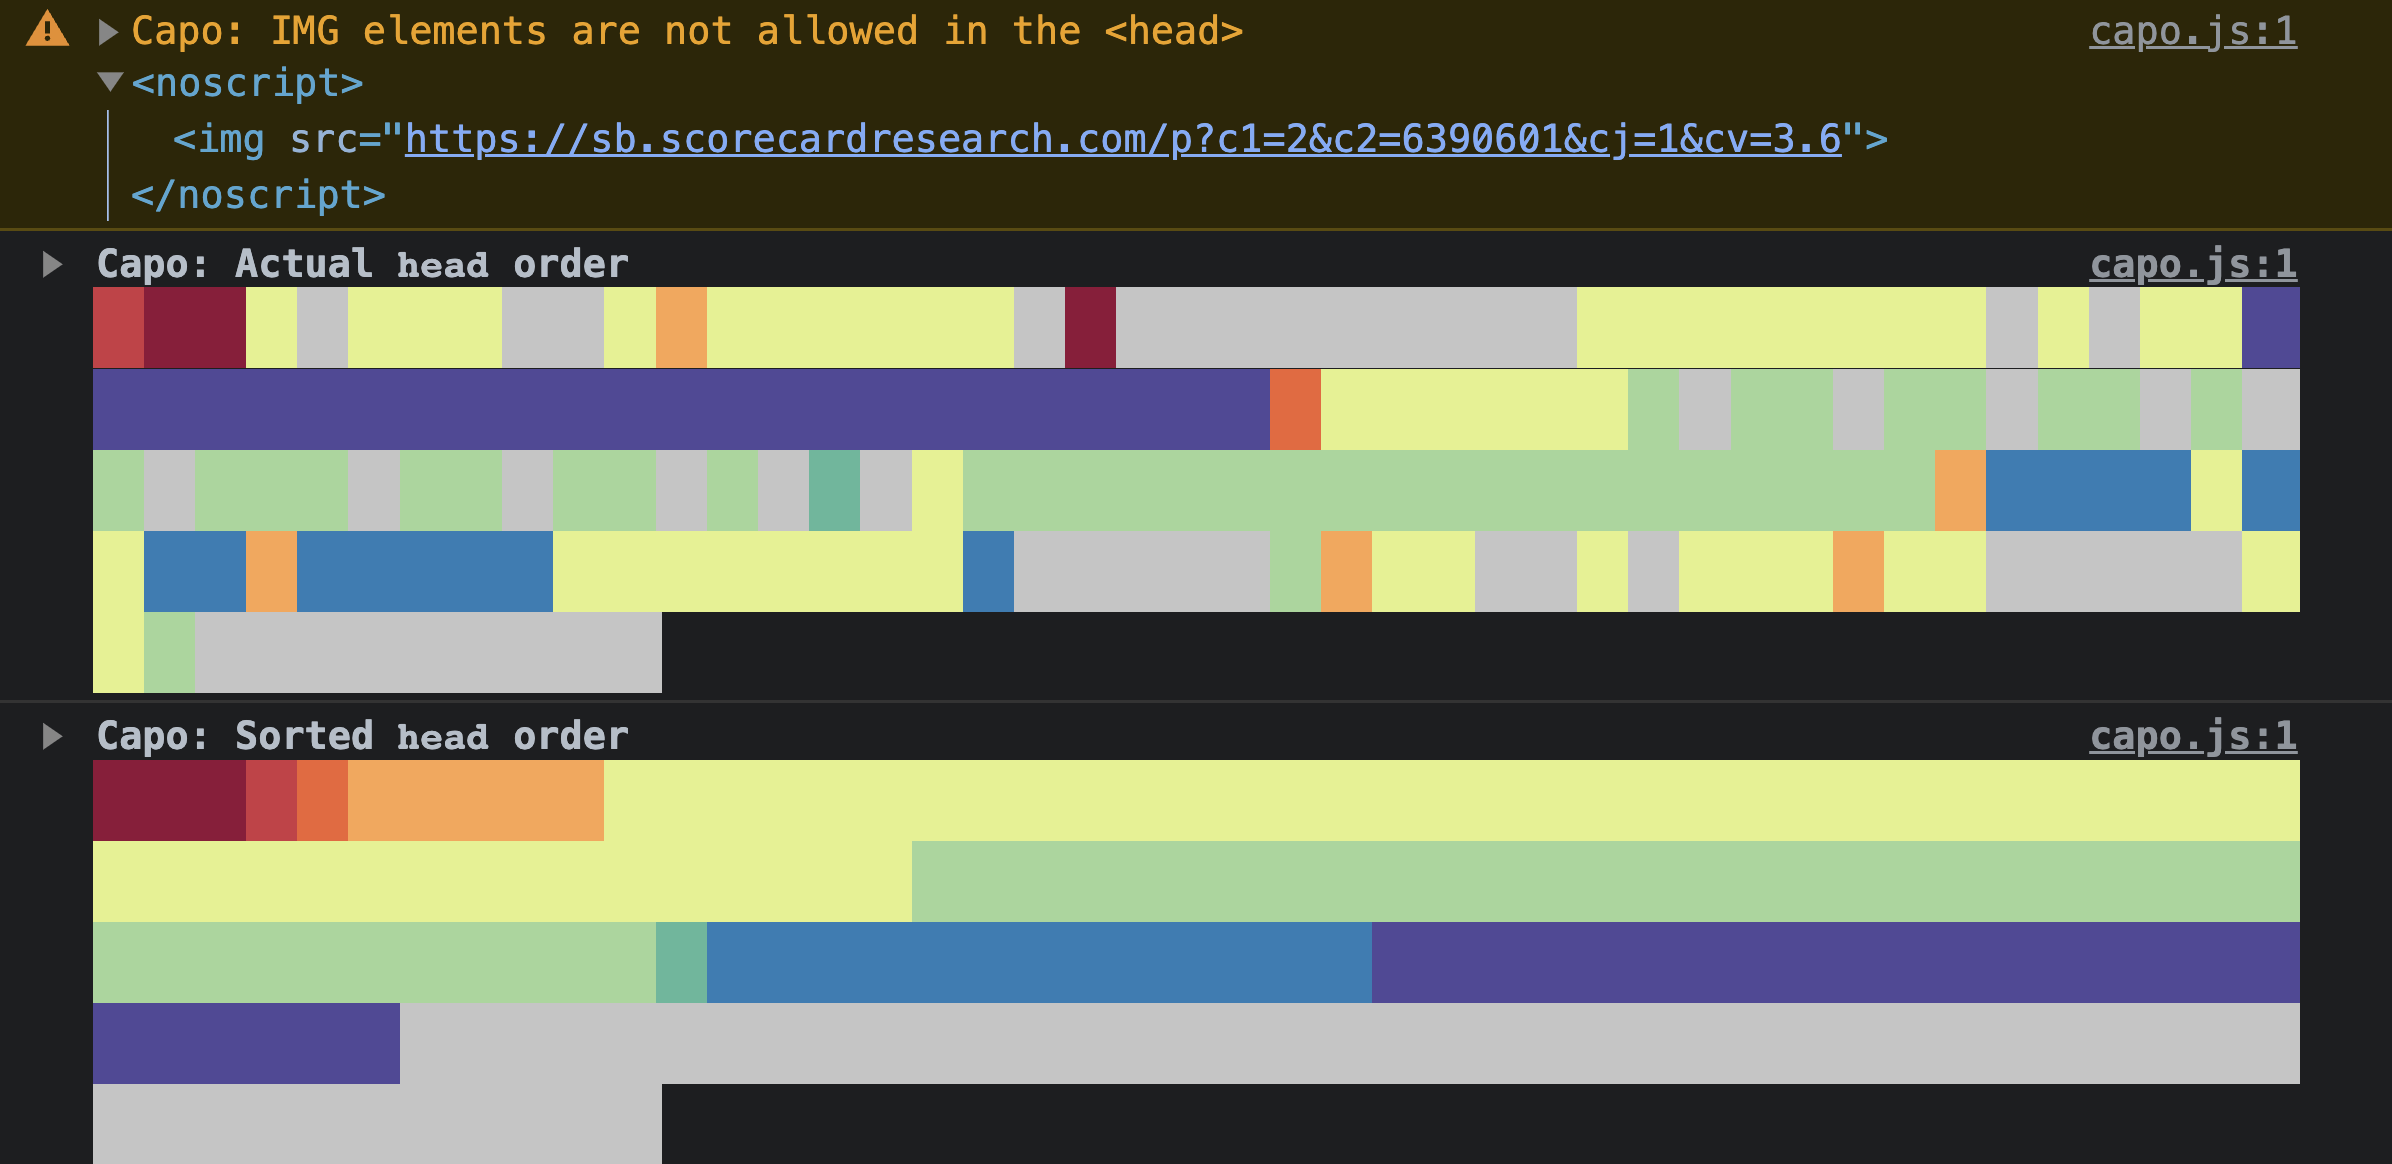 Capo: IMG elements are not allowed in the <head> capo.js:1
<noscript>
<img src="https://sb.scorecardresearch.com/p?c1=2&c2=6390601&cj=1&cv=3.6">
</noscript>
Capo: Actual head order capo.js:1
Capo: Sorted head order capo.js:1